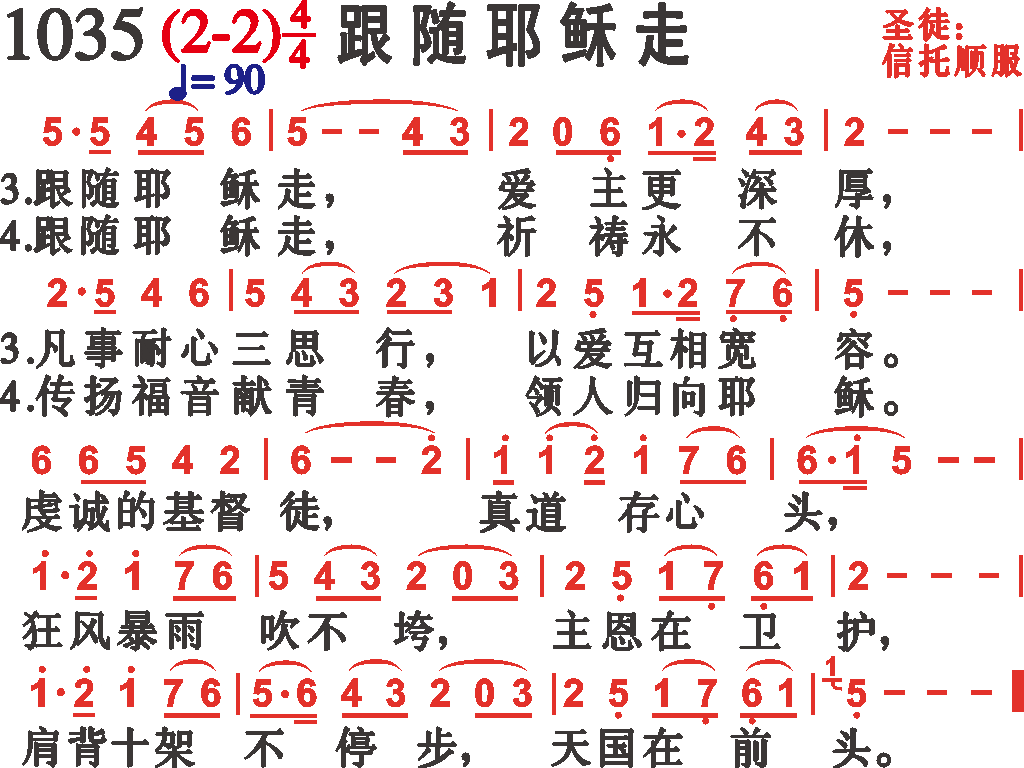 1035 (2-2) 4/4 跟随耶稣走 圣徒：
♩= 90 信托顺服
5·5 4 5 6 | 5 - - 4 3 | 2 0 6 1·2 4 3 | 2 - - - |
3.跟随耶 稣走， 爱 主更 深 厚，
4.跟随耶 稣走， 祈 祷永 不 休，
2·5 4 6 | 5 4 3 2 3 1 | 2 5 1·2 7 6 | 5 - - - |
3.凡事耐心三思 行， 以爱互相宽 容。
4.传扬福音献青 春， 领人归向耶 稣。
6 6 5 4 2 | 6 - - 2 | 1 1 2 1 7 6 | 6·1 5 - - |
虔诚的基督 徒， 真道 存心 头，
1·2 1 7 6 | 5 4 3 2 0 3 | 2 5 1 7 6 1 | 2 - - - |
狂风暴雨 吹不 垮， 主恩在 卫 护，
1·2 1 7 6 | 5·6 4 3 2 0 3 | 2 5 1 7 6 1 | 1 5 - - -
肩背十架 不 停 步， 天国在 前 头。